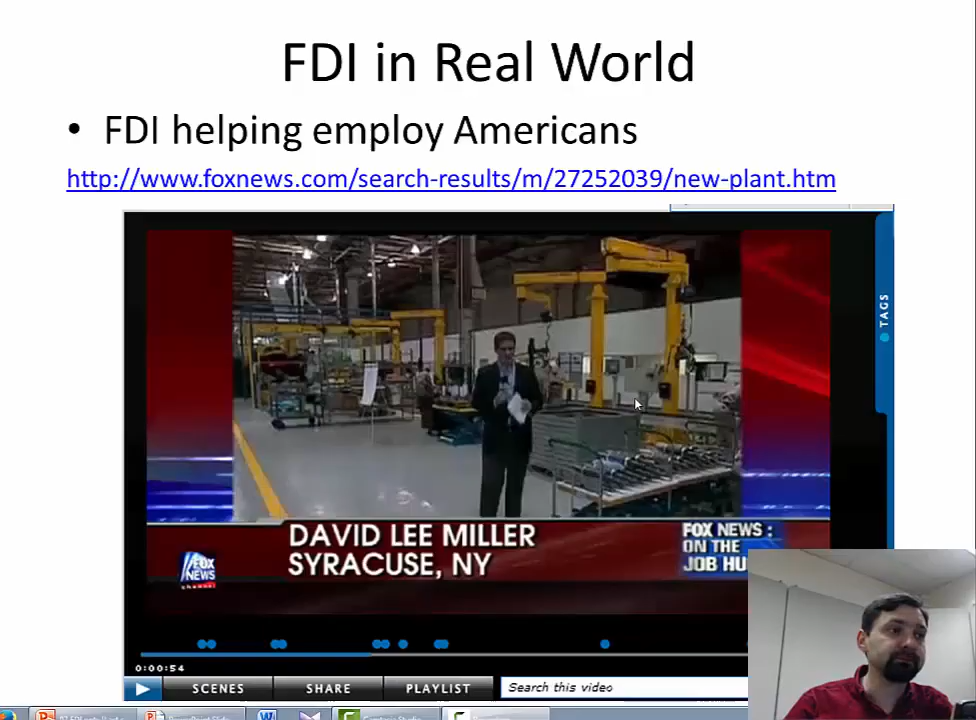 FDI in Real World
• FDI helping employ Americans
http://www.foxnews.com/search-results/m/27252039/new-plant.htm
TAGS
DAVID LEE MILLER
SYRACUSE, NY
FOX NEWS :
ON THE
JOB HU
FOX
NEWS
channel
0:00:54
SCENES
SHARE
PLAYLIST
Search this video